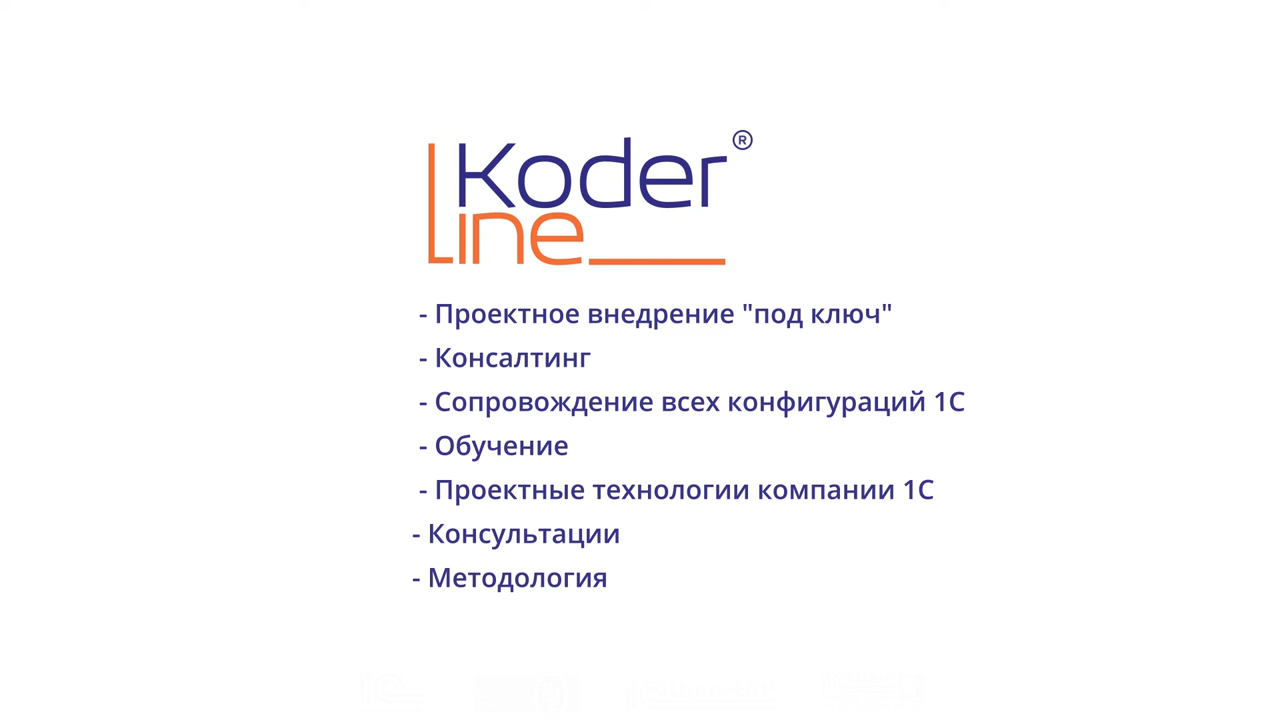 Koder®
Line
- Проектное внедрение "под ключ"
- Консалтинг
- Сопровождение всех конфигураций 1С
- Обучение
- Проектные технологии компании 1С
- Консультации
- Методология